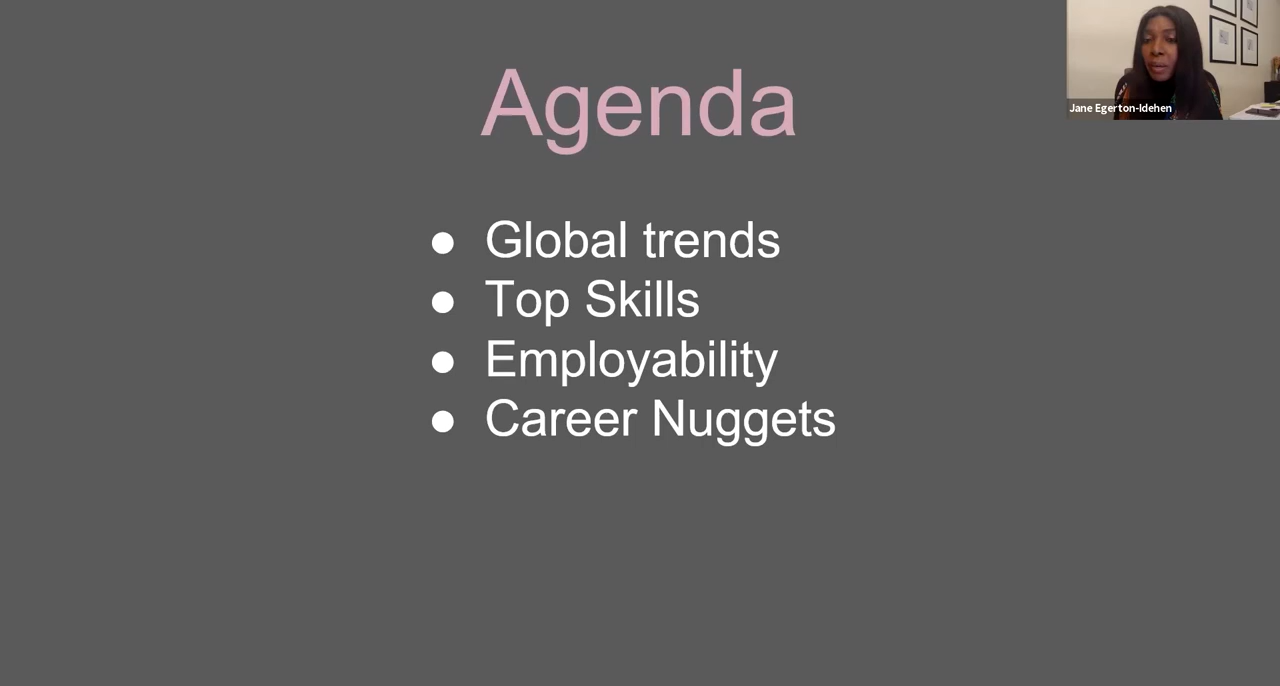 Agenda
Jane Egerton-Idehen
● Global trends
● Top Skills
● Employability
● Career Nuggets